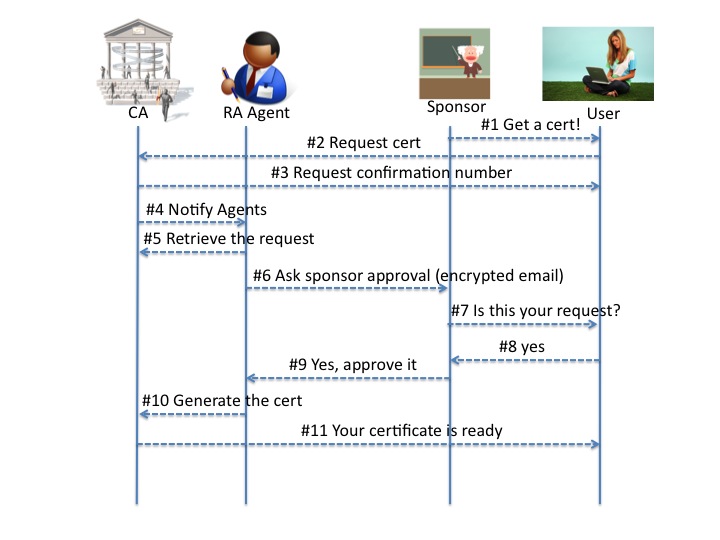 CA
RA Agent
Sponsor
User
#1 Get a cert!
#2 Request cert
#3 Request confirmation number
#4 Notify Agents
#5 Retrieve the request
#6 Ask sponsor approval (encrypted email)
#7 Is this your request?
#8 yes
#9 Yes, approve it
#10 Generate the cert
#11 Your certificate is ready